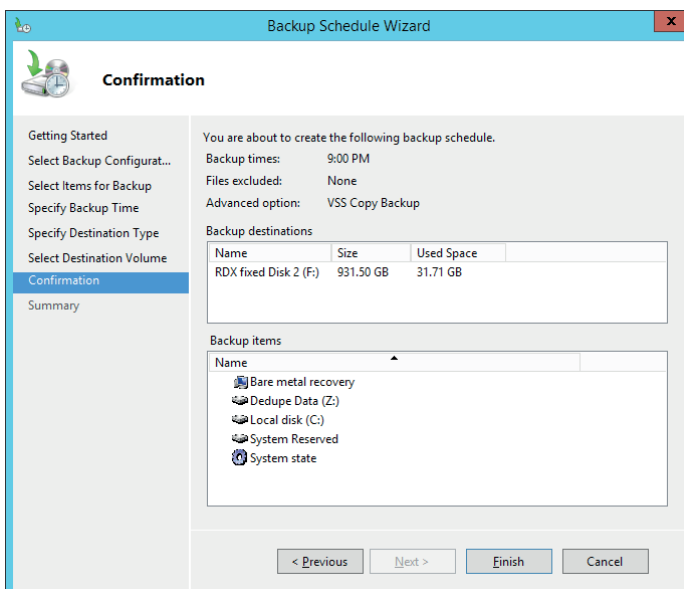 Backup Schedule Wizard
x
Confirmation
Getting Started
Select Backup Configurat...
Select Items for Backup
Specify Backup Time
Specify Destination Type
Select Destination Volume
Confirmation
Summary
You are about to create the following backup schedule.
Backup times: 9:00 PM
Files excluded: None
Advanced option: VSS Copy Backup
Backup destinations
Name Size Used Space
RDX fixed Disk 2 (F:) 931.50 GB 31.71 GB
Backup items
Name
Bare metal recovery
Dedupe Data (Z:)
Local disk (C:)
System Reserved
System state
< Previous Next > Finish Cancel